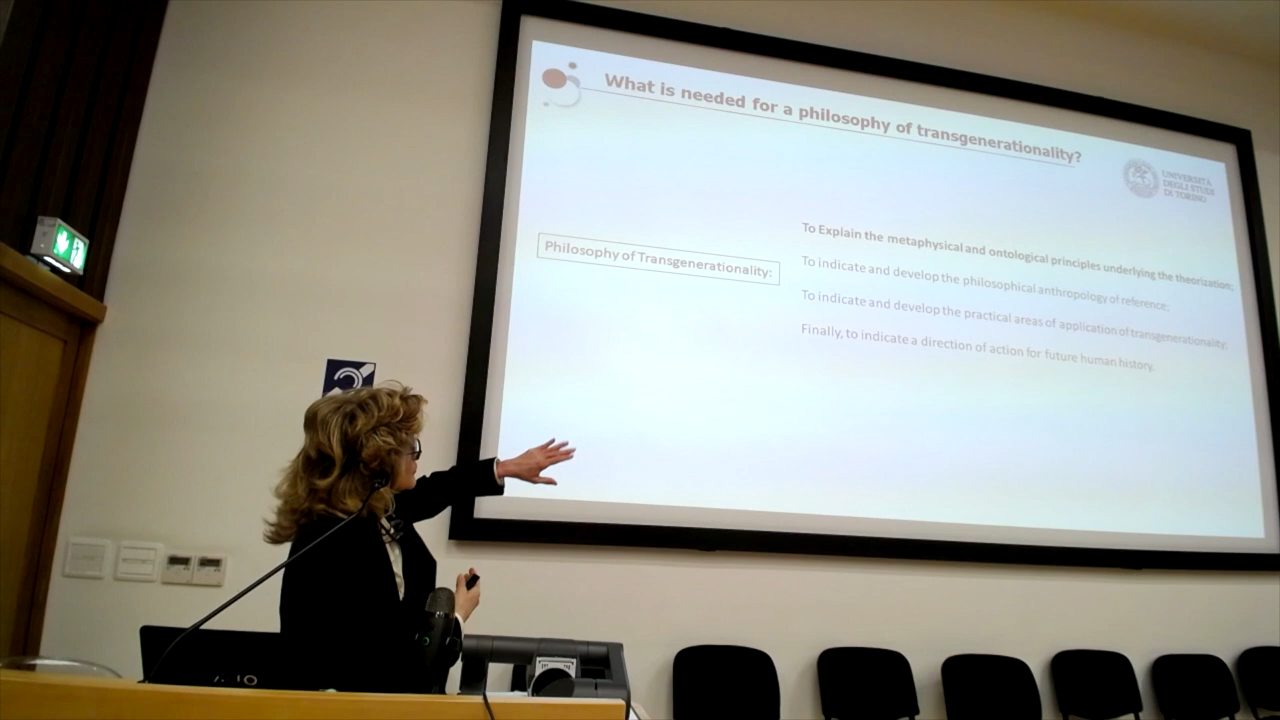 What is needed for a philosophy of transgenerationality?
UNIVERSITÀ
DEGLI STUDI
DI TORINO
Philosophy of Transgenerationality:
To Explain the metaphysical and ontological principles underlying the theorization;
To indicate and develop the philosophical anthropology of reference;
To indicate and develop the practical areas of application of transgenerationality;
Finally, to indicate a direction of action for future human history.